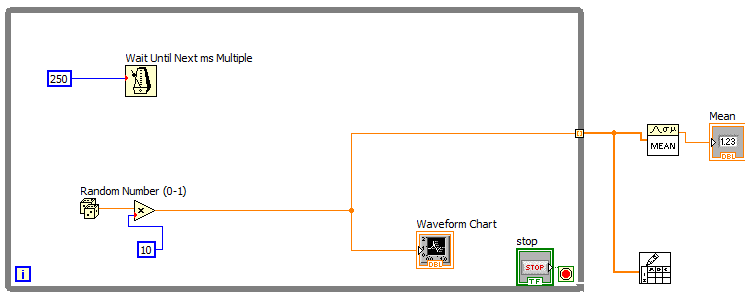 Wait Until Next ms Multiple
250
Mean
MEAN
1.23
DBL
Random Number (0-1)
10
Waveform Chart
DBL
stop
STOP
TF
i